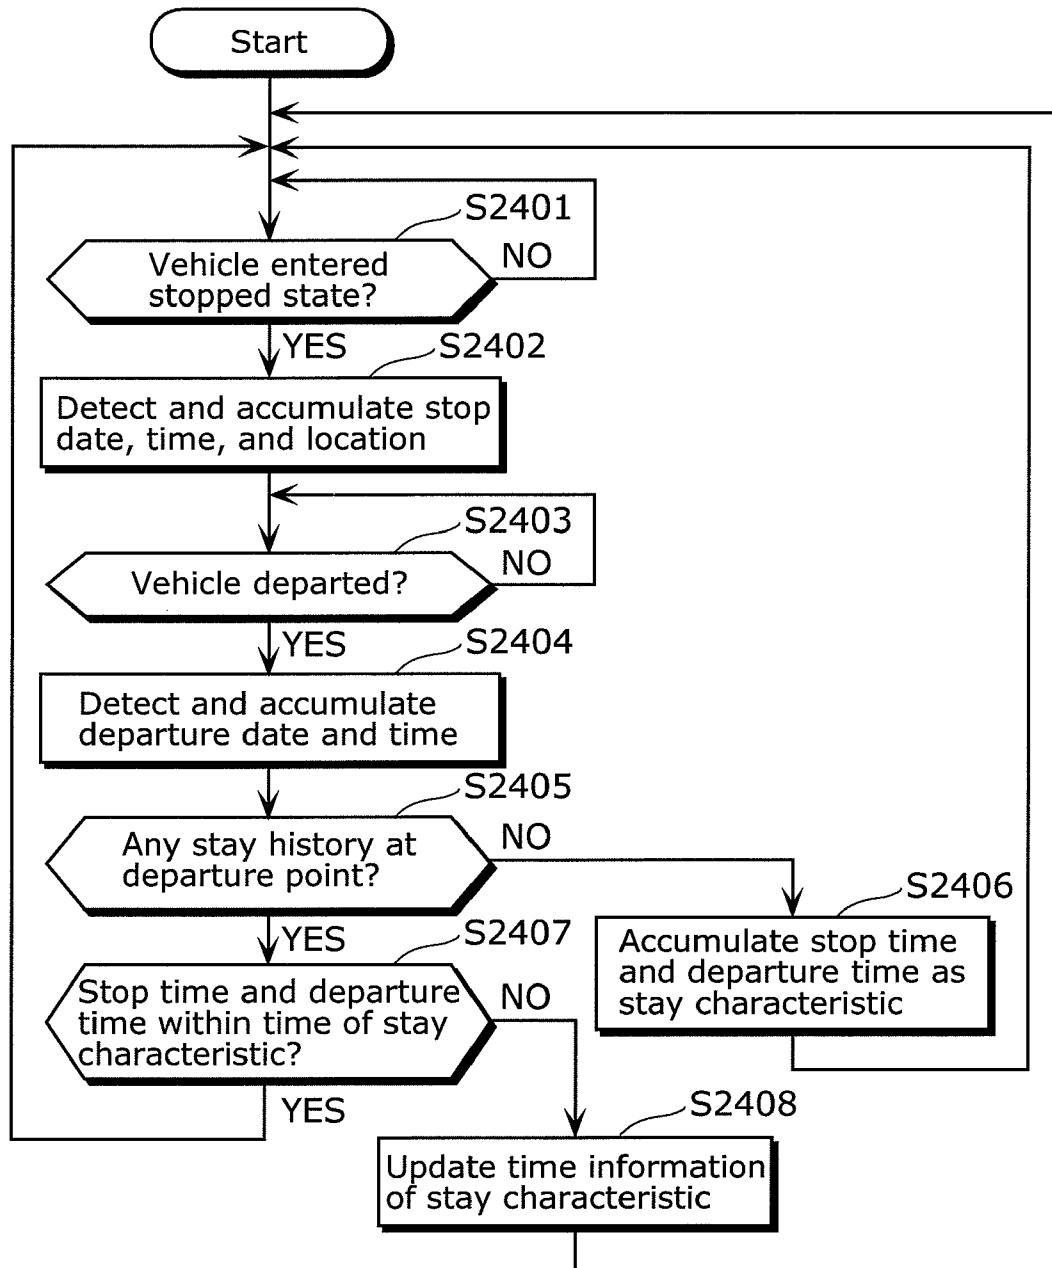 Start
S2401
Vehicle entered
stopped state?
NO
YES
S2402
Detect and accumulate stop
date, time, and location
S2403
Vehicle departed?
NO
YES
S2404
Detect and accumulate
departure date and time
S2405
Any stay history at
departure point?
NO
YES
S2406
Accumulate stop time
and departure time as
stay characteristic
S2407
Stop time and departure
time within time of stay
characteristic?
NO
YES
S2408
Update time information
of stay characteristic